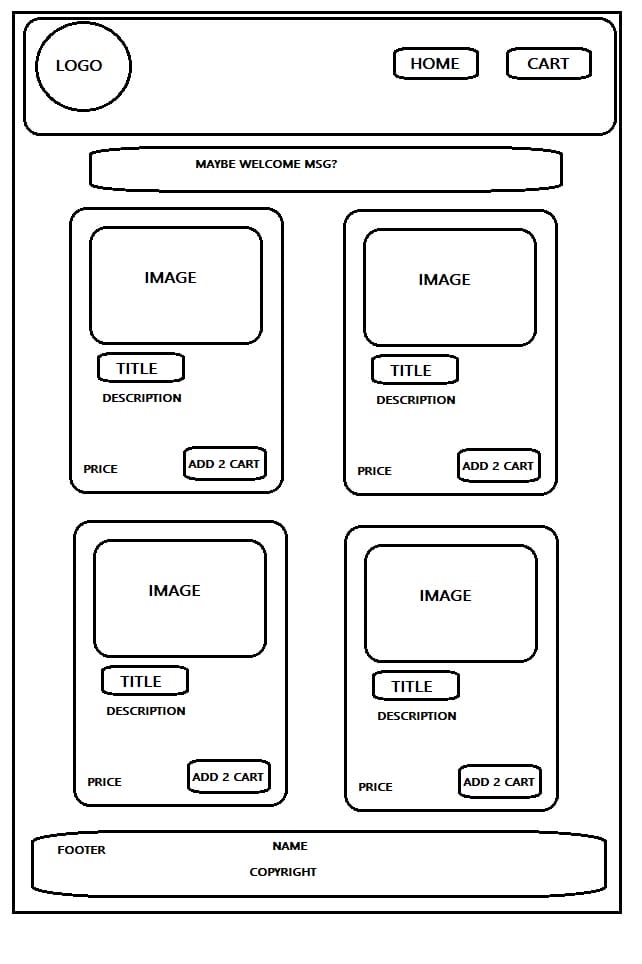 LOGO
HOME
CART
MAYBE WELCOME MSG?
IMAGE
TITLE
DESCRIPTION
PRICE
ADD 2 CART
IMAGE
TITLE
DESCRIPTION
PRICE
ADD 2 CART
IMAGE
TITLE
DESCRIPTION
PRICE
ADD 2 CART
IMAGE
TITLE
DESCRIPTION
PRICE
ADD 2 CART
FOOTER
NAME
COPYRIGHT